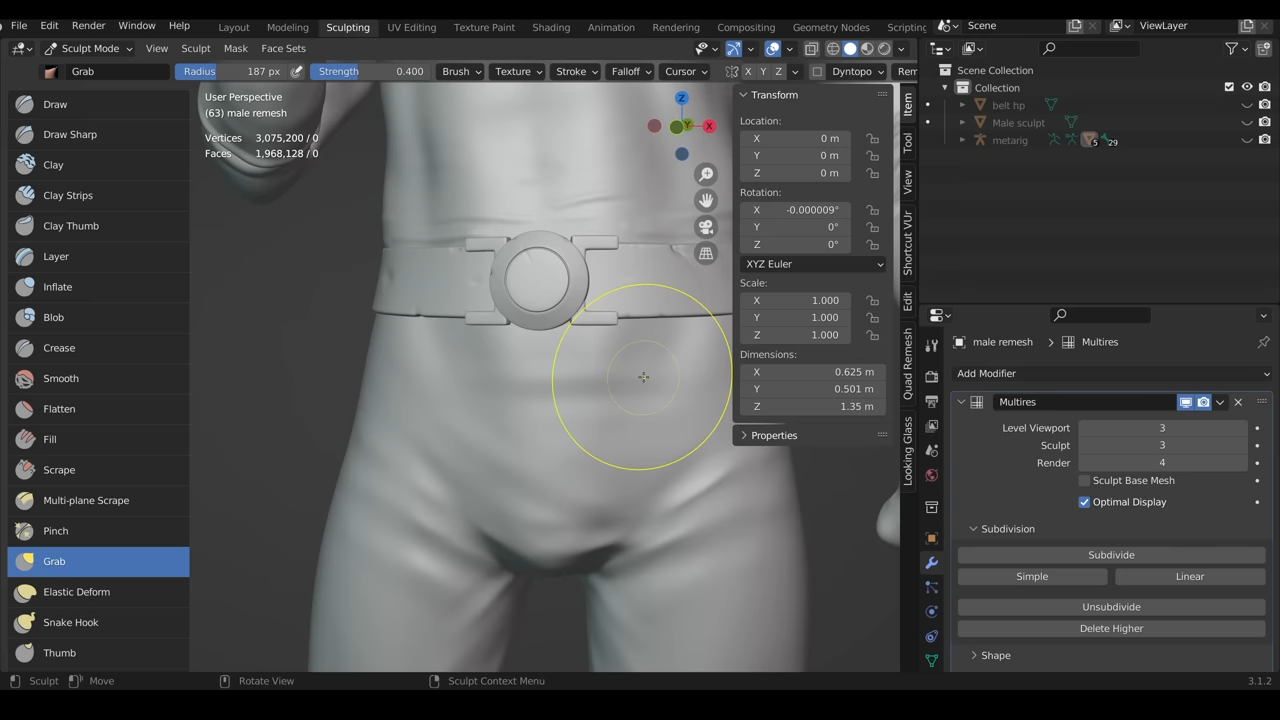 File Edit Render Window Help Layout Modeling Sculpting UV Editing Texture Paint Shading Animation Rendering Compositing Geometry Nodes Scripting Scene ViewLayer
Sculpt Mode View Sculpt Mask Face Sets
Grab Radius 187 px Strength 0.400 Brush Texture Stroke Falloff Cursor X Y Z Dyntopo Rem
Draw
Draw Sharp
Clay
Clay Strips
Clay Thumb
Layer
Inflate
Blob
Crease
Smooth
Flatten
Fill
Scrape
Multi-plane Scrape
Pinch
Grab
Elastic Deform
Snake Hook
Thumb
User Perspective
(63) male remesh
Vertices 3,075,200 / 0
Faces 1,968,128 / 0
Z
Y
X
Transform
Location:
X 0 m
Y 0 m
Z 0 m
Rotation:
X -0.000009°
Y 0°
Z 0°
XYZ Euler
Scale:
X 1.000
Y 1.000
Z 1.000
Dimensions:
X 0.625 m
Y 0.501 m
Z 1.35 m
Properties
Item
Tool
View
Shortcut VUr
Edit
Quad Remesh
Looking Glass
Scene Collection
Collection
belt hp
Male sculpt
metarig 5 29
male remesh Multires
Add Modifier
Multires
Level Viewport 3
Sculpt 3
Render 4
Sculpt Base Mesh
Optimal Display
Subdivision
Subdivide
Simple Linear
Unsubdivide
Delete Higher
Shape
Sculpt Move Rotate View Sculpt Context Menu 3.1.2